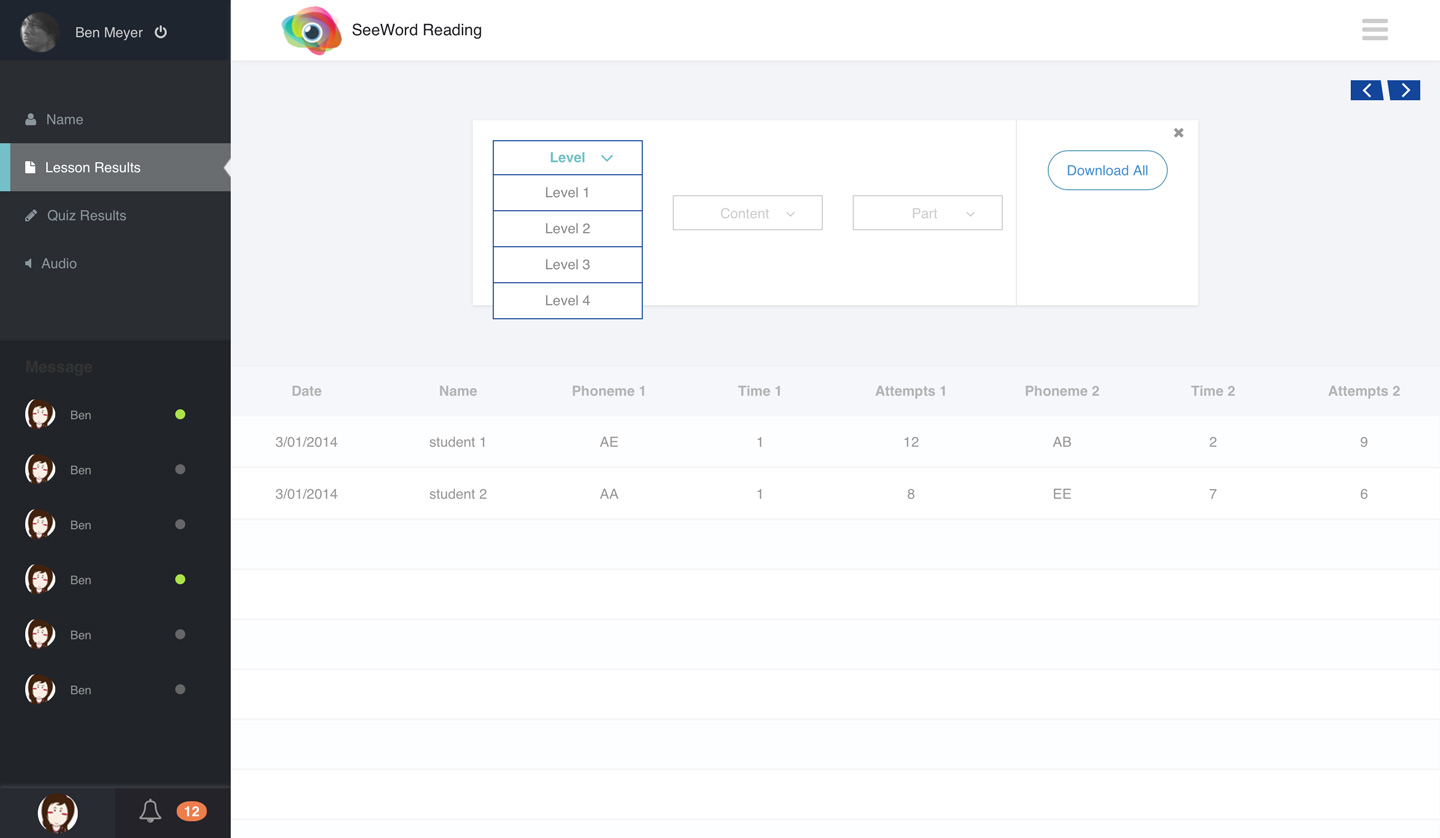 Ben Meyer
SeeWord Reading
Name
Lesson Results
Quiz Results
Audio
Level
Level 1
Level 2
Level 3
Level 4
Content
Part
Download All
Message
Ben
Ben
Ben
Ben
Ben
Ben
12
Date Name Phoneme 1 Time 1 Attempts 1 Phoneme 2 Time 2 Attempts 2
3/01/2014 student 1 AE 1 12 AB 2 9
3/01/2014 student 2 AA 1 8 EE 7 6